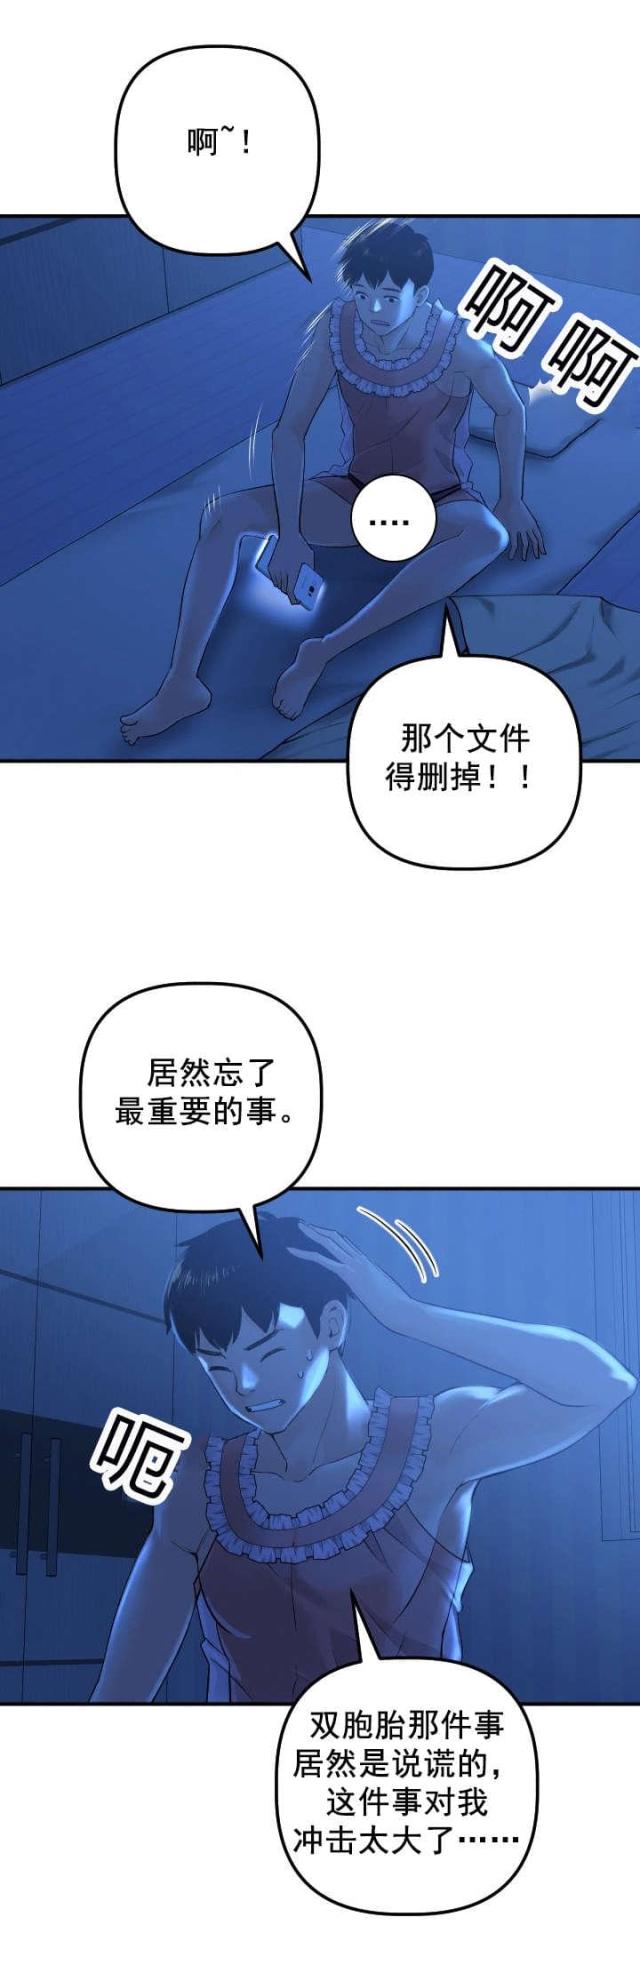 啊~！
啊啊
····
那个文件
得删掉！！
居然忘了
最重要的事。
呃
双胞胎那件事
居然是说谎的，
这件事对我
冲击太大了······